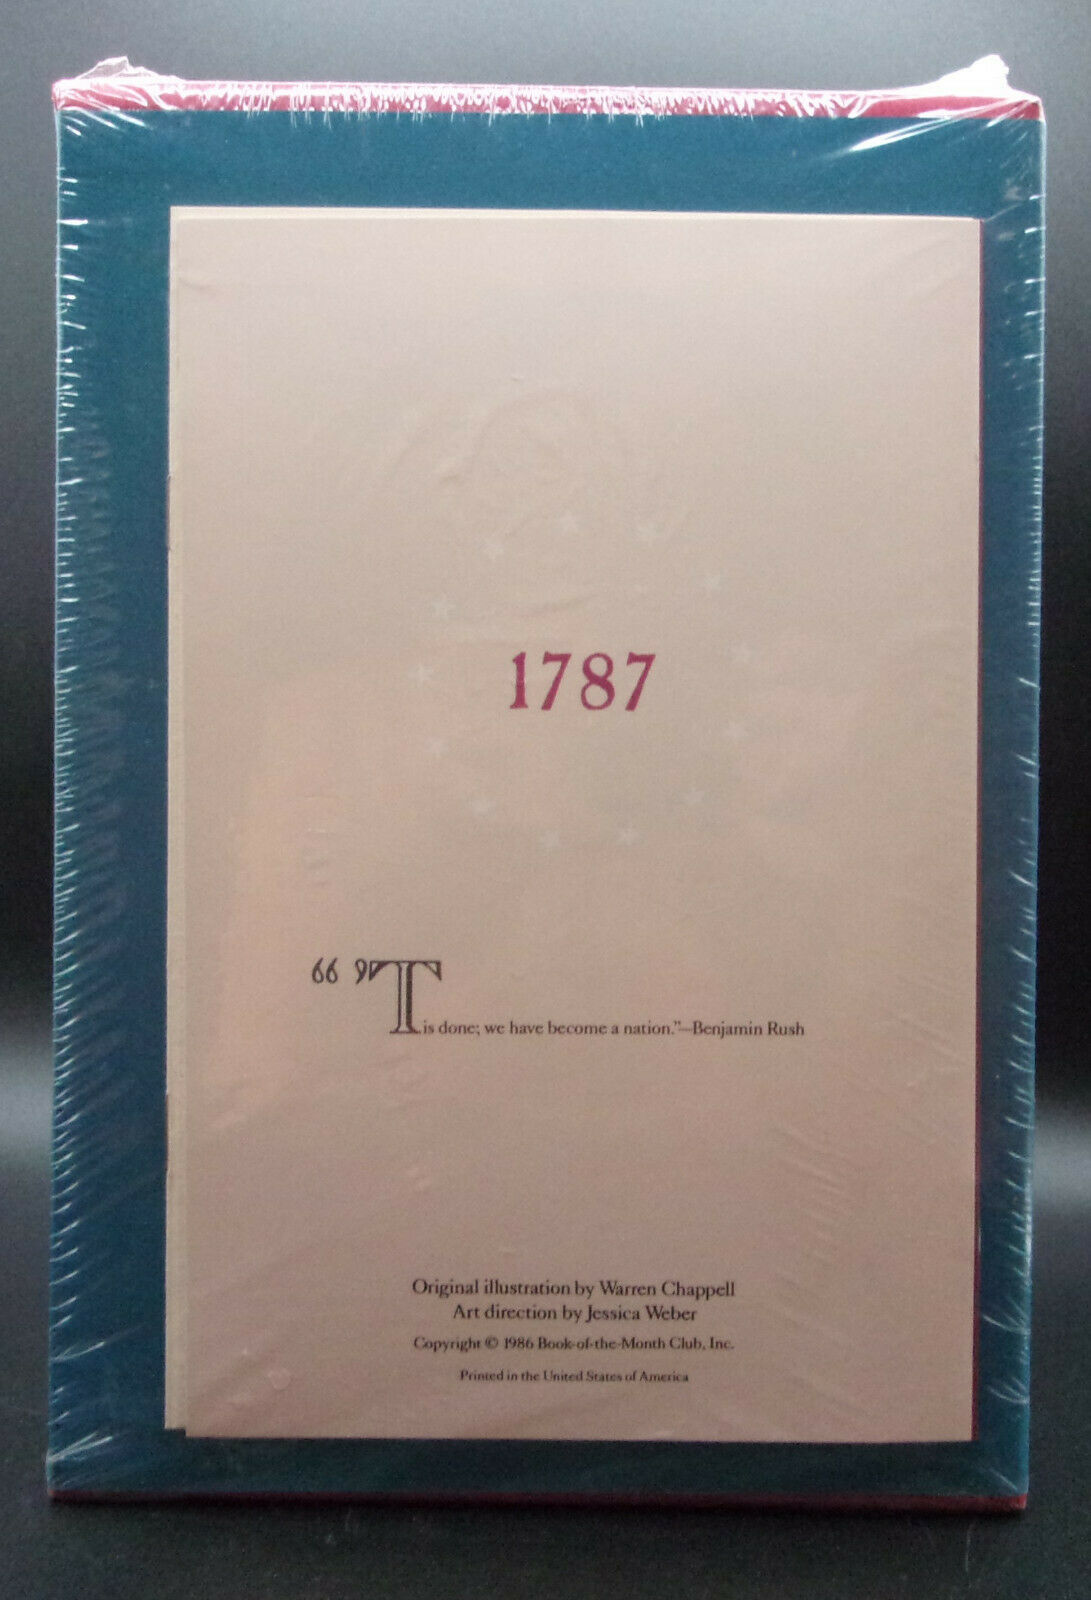 1787
“ ’Tis done; we have become a nation.”—Benjamin Rush
Original illustration by Warren Chappell
Art direction by Jessica Weber
Copyright © 1986 Book-of-the-Month Club, Inc.
Printed in the United States of America